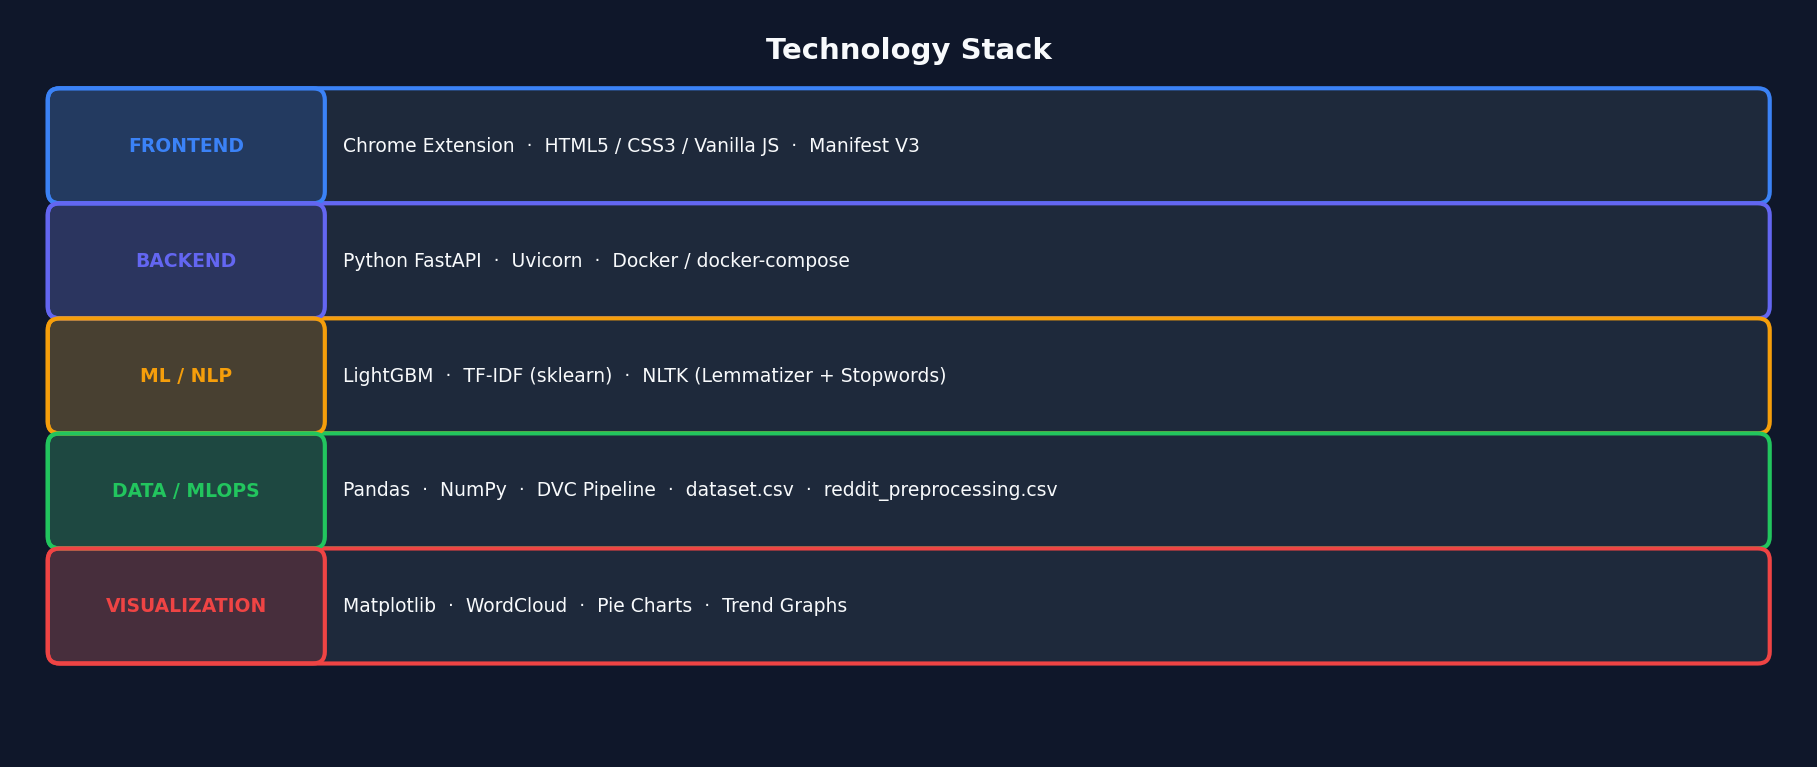 Technology Stack
FRONTEND
Chrome Extension · HTML5 / CSS3 / Vanilla JS · Manifest V3
BACKEND
Python FastAPI · Uvicorn · Docker / docker-compose
ML / NLP
LightGBM · TF-IDF (sklearn) · NLTK (Lemmatizer + Stopwords)
DATA / MLOPS
Pandas · NumPy · DVC Pipeline · dataset.csv · reddit_preprocessing.csv
VISUALIZATION
Matplotlib · WordCloud · Pie Charts · Trend Graphs